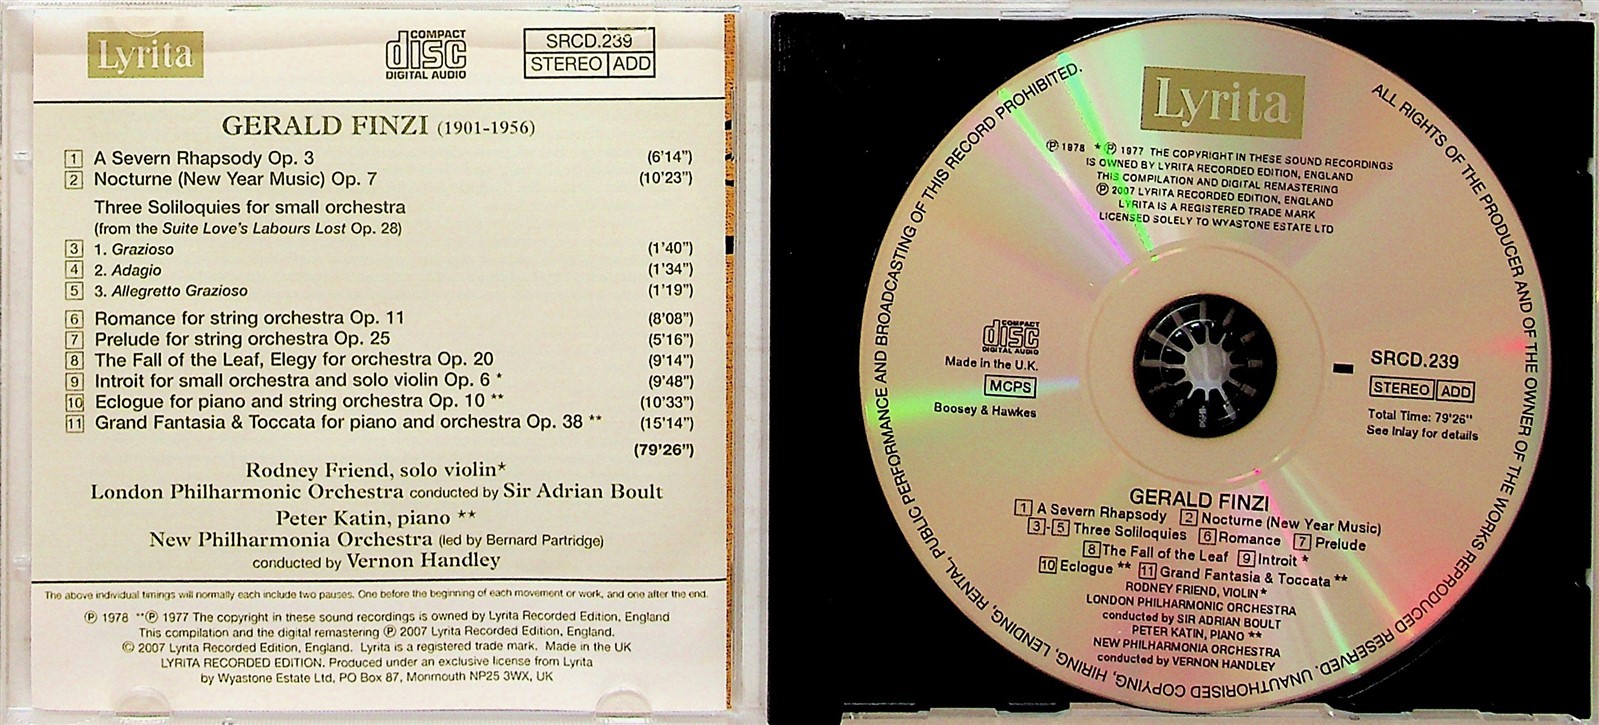 Lyrita
COMPACT
disc
DIGITAL AUDIO
SRCD.239
STEREO ADD
GERALD FINZI (1901-1956)
1 A Severn Rhapsody Op. 3 (6'14")
2 Nocturne (New Year Music) Op. 7 (10'23")
Three Soliloquies for small orchestra
(from the Suite Love's Labours Lost Op. 28)
3 1. Grazioso (1'40")
4 2. Adagio (1'34")
5 3. Allegretto Grazioso (1'19")
6 Romance for string orchestra Op. 11 (8'08")
7 Prelude for string orchestra Op. 25 (5'16")
8 The Fall of the Leaf, Elegy for orchestra Op. 20 (9'14")
9 Introit for small orchestra and solo violin Op. 6 * (9'48")
10 Eclogue for piano and string orchestra Op. 10 ** (10'33")
11 Grand Fantasia & Toccata for piano and orchestra Op. 38 ** (15'14")
(79'26")
Rodney Friend, solo violin*
London Philharmonic Orchestra conducted by Sir Adrian Boult
Peter Katin, piano **
New Philharmonia Orchestra (led by Bernard Partridge)
conducted by Vernon Handley
The above individual timings will normally each include two pauses. One before the beginning of each movement or work, and one after the end.
℗ 1978 **℗ 1977 The copyright in these sound recordings is owned by Lyrita Recorded Edition, England
This compilation and the digital remastering ℗ 2007 Lyrita Recorded Edition, England.
© 2007 Lyrita Recorded Edition, England. Lyrita is a registered trade mark. Made in the UK
LYRITA RECORDED EDITION. Produced under an exclusive license from Lyrita
by Wyastone Estate Ltd, PO Box 87, Monmouth NP25 3WX, UK
ALL RIGHTS OF THE PRODUCER AND OF THE OWNER OF THE WORKS REPRODUCED RESERVED. UNAUTHORISED COPYING, HIRING, LENDING, RENTAL, PUBLIC PERFORMANCE AND BROADCASTING OF THIS RECORD PROHIBITED.
Lyrita
℗ 1978 *℗ 1977 THE COPYRIGHT IN THESE SOUND RECORDINGS
IS OWNED BY LYRITA RECORDED EDITION, ENGLAND
THIS COMPILATION AND DIGITAL REMASTERING
℗ 2007 LYRITA RECORDED EDITION, ENGLAND
LYRITA IS A REGISTERED TRADE MARK
LICENSED SOLELY TO WYASTONE ESTATE LTD
COMPACT
disc
DIGITAL AUDIO
Made in the U.K.
MCPS
Boosey & Hawkes
SRCD.239
STEREO ADD
Total Time: 79'26"
See Inlay for details
GERALD FINZI
1 A Severn Rhapsody 2 Nocturne (New Year Music)
3-5 Three Soliloquies 6 Romance 7 Prelude
8 The Fall of the Leaf 9 Introit *
10 Eclogue ** 11 Grand Fantasia & Toccata **
RODNEY FRIEND, VIOLIN*
LONDON PHILHARMONIC ORCHESTRA
conducted by SIR ADRIAN BOULT
PETER KATIN, PIANO **
NEW PHILHARMONIA ORCHESTRA
conducted by VERNON HANDLEY